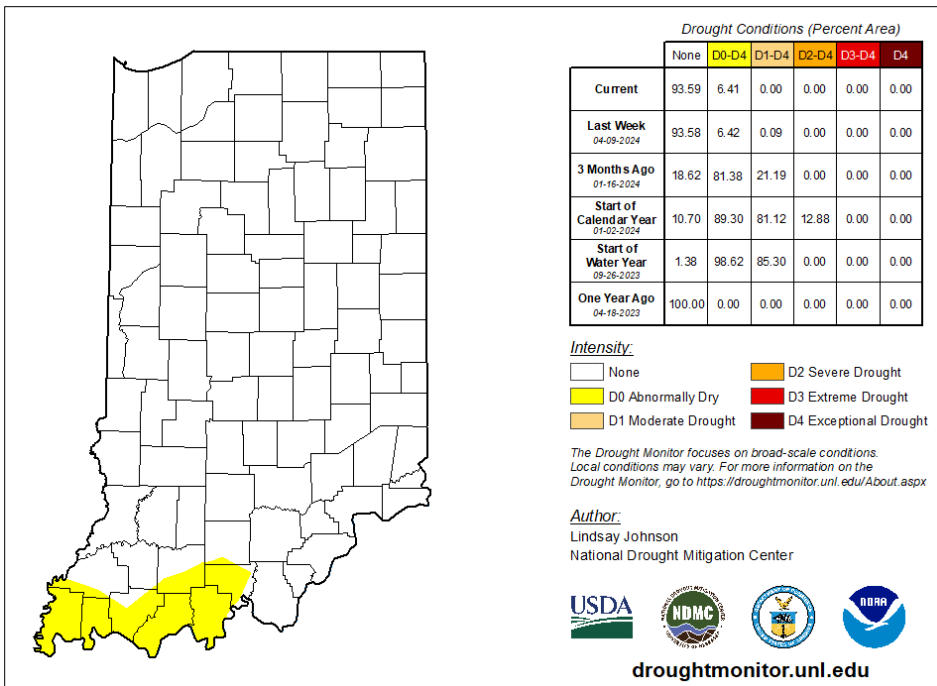 Drought Conditions (Percent Area)
None D0-D4 D1-D4 D2-D4 D3-D4 D4
Current 93.59 6.41 0.00 0.00 0.00 0.00
Last Week
04-09-2024 93.58 6.42 0.09 0.00 0.00 0.00
3 Months Ago
01-16-2024 18.62 81.38 21.19 0.00 0.00 0.00
Start of
Calendar Year
01-02-2024 10.70 89.30 81.12 12.88 0.00 0.00
Start of
Water Year
09-26-2023 1.38 98.62 85.30 0.00 0.00 0.00
One Year Ago
04-18-2023 100.00 0.00 0.00 0.00 0.00 0.00
Intensity:
None
D0 Abnormally Dry
D1 Moderate Drought
D2 Severe Drought
D3 Extreme Drought
D4 Exceptional Drought
The Drought Monitor focuses on broad-scale conditions.
Local conditions may vary. For more information on the
Drought Monitor, go to https://droughtmonitor.unl.edu/About.aspx
Author:
Lindsay Johnson
National Drought Mitigation Center
USDA
NDMC
NOAA
droughtmonitor.unl.edu